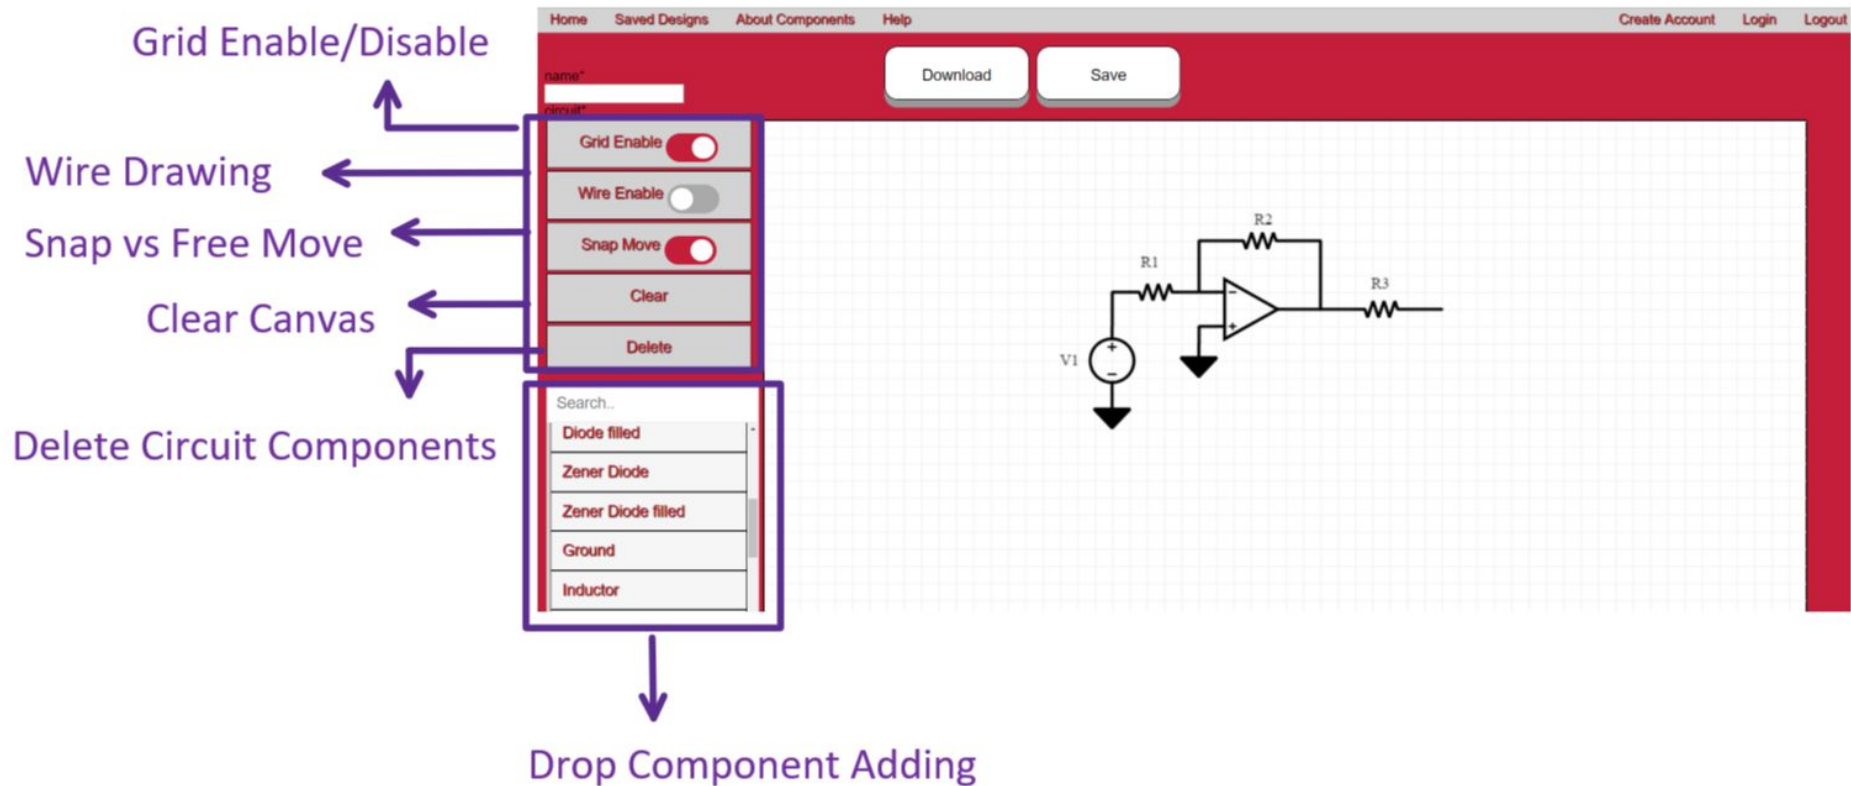 Home Saved Designs About Components Help Create Account Login Logout
Grid Enable/Disable
name*
Download Save
circuit*
Grid Enable
Wire Drawing
Wire Enable
Snap vs Free Move
Snap Move
Clear Canvas
Clear
Delete
Delete Circuit Components
Search..
Diode filled
Zener Diode
Zener Diode filled
Ground
Inductor
R2
R1
R3
−
+
V1
+
−
Drop Component Adding